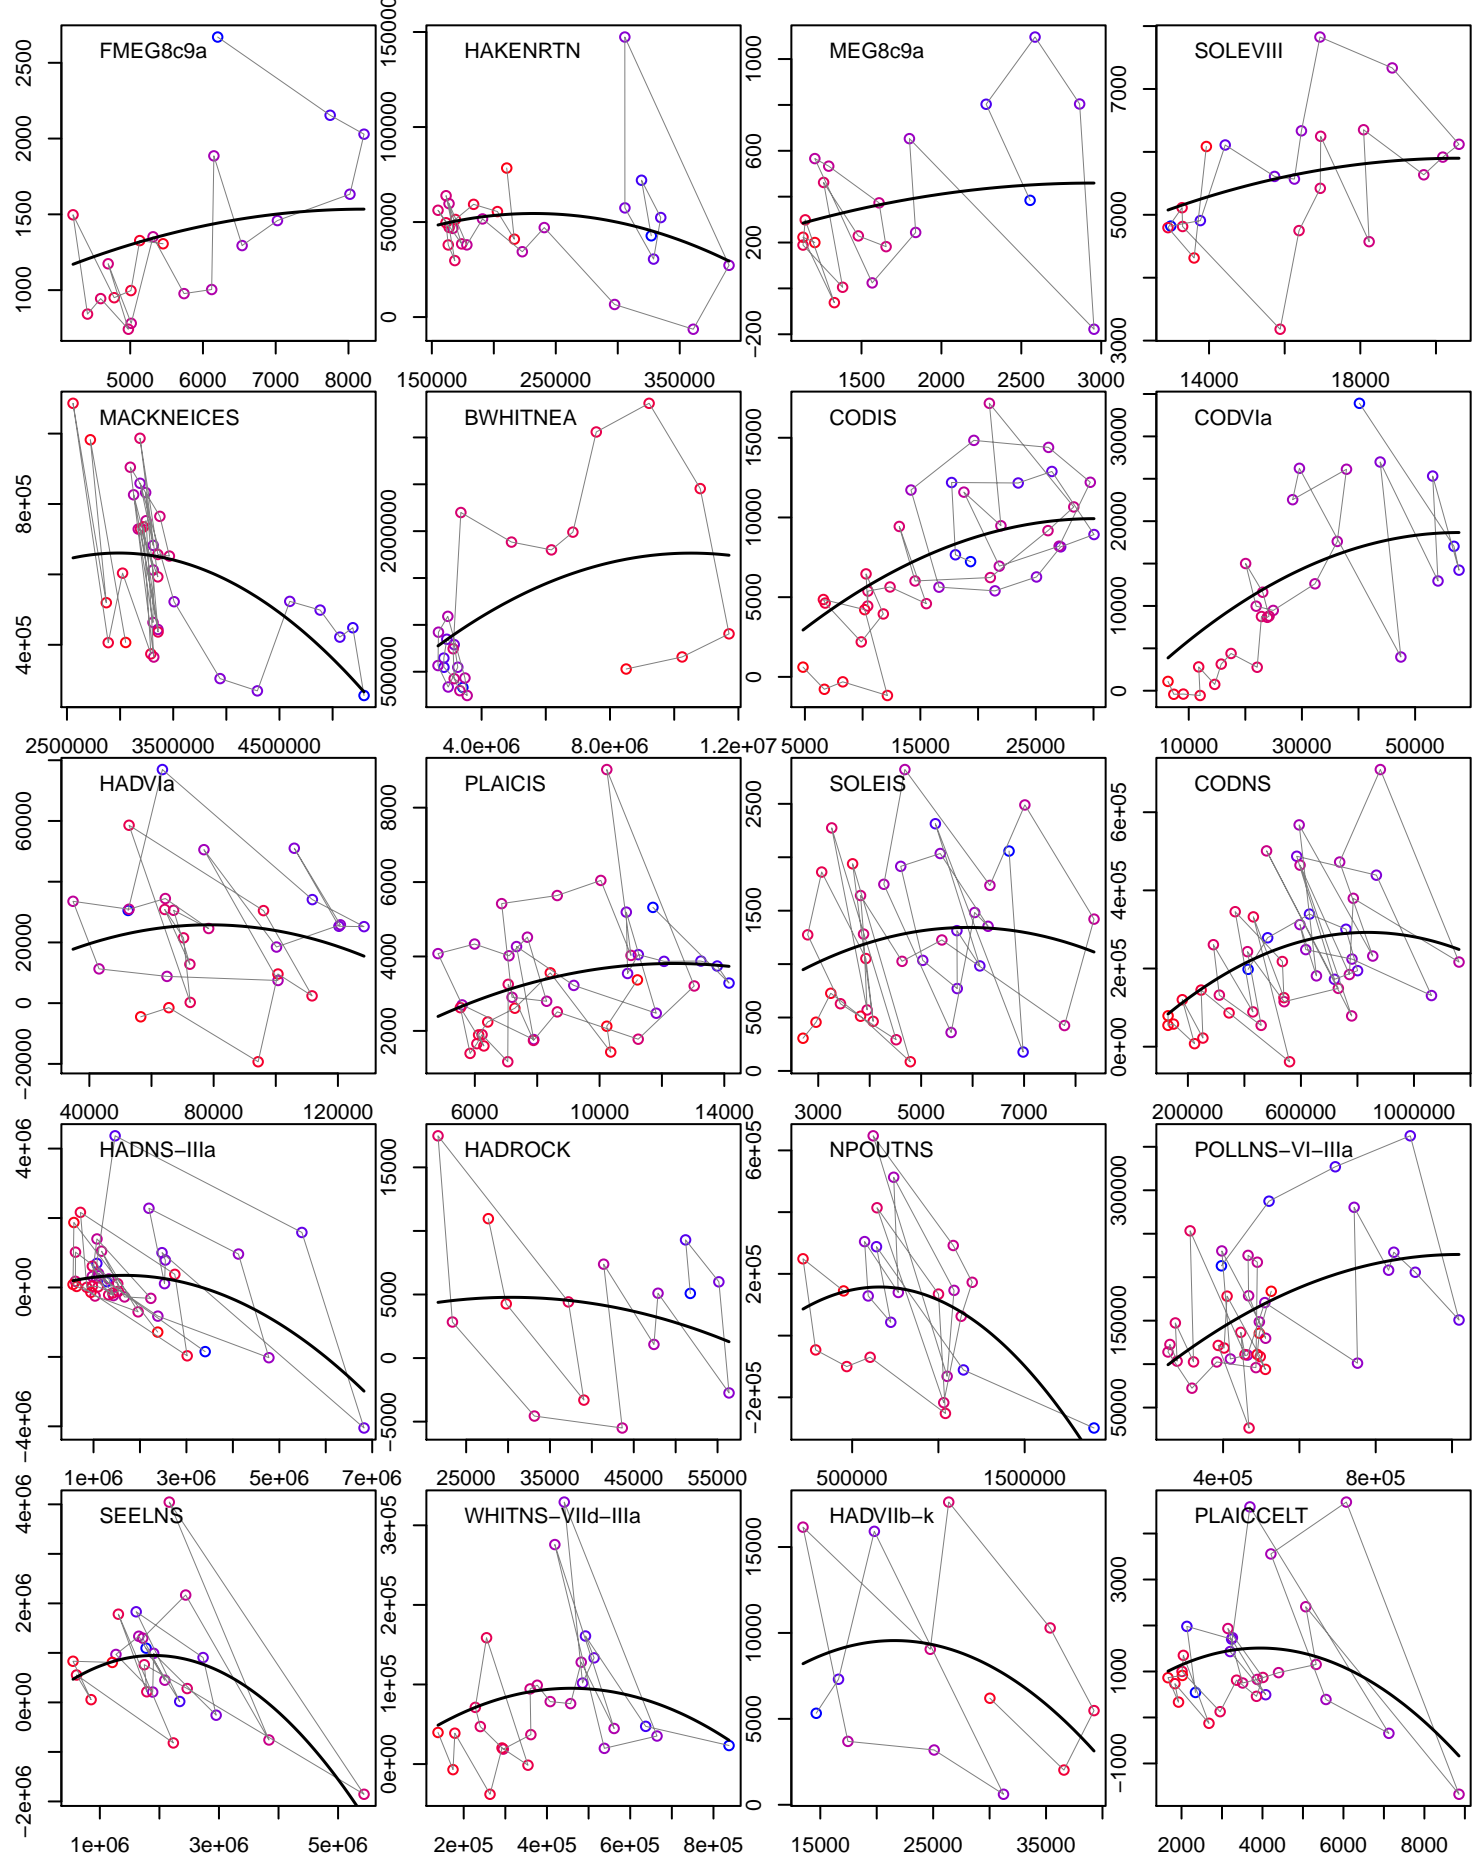 FMEG8c9a
1000 1500 2000 2500
5000 6000 7000 8000
HAKENRTN
0 50000 100000 150000
150000 250000 350000
MEG8c9a
−200 200 600 1000
1500 2000 2500 3000
SOLEVIII
3000 5000 7000
14000 18000
MACKNEICES
4e+05 8e+05
2500000 3500000 4500000
BWHITNEA
500000 2000000
4.0e+06 8.0e+06 1.2e+07
CODIS
0 5000 10000 15000
5000 15000 25000
CODVIa
0 10000 20000 30000
10000 30000 50000
HADVIa
−20000 0 20000 60000
40000 80000 120000
PLAICIS
2000 4000 6000 8000
6000 10000 14000
SOLEIS
0 500 1500 2500
3000 5000 7000
CODNS
0e+00 2e+05 4e+05 6e+05
200000 600000 1000000
HADNS−IIIa
−4e+06 0e+00 4e+06
1e+06 3e+06 5e+06 7e+06
HADROCK
−5000 0 5000 15000
25000 35000 45000 55000
NPOUTNS
−2e+05 2e+05 6e+05
5000000 15000000
POLLNS−VI−IIIa
50000 150000 300000
4e+05 8e+05
SEELNS
−2e+06 0e+00 2e+06 4e+06
1e+06 3e+06 5e+06
WHITNS−VIId−IIIa
0e+00 1e+05 2e+05 3e+05
2e+05 4e+05 6e+05 8e+05
HADVIIb−k
0 5000 10000 15000
15000 25000 35000
PLAICCELT
−1000 1000 3000
2000 4000 6000 8000